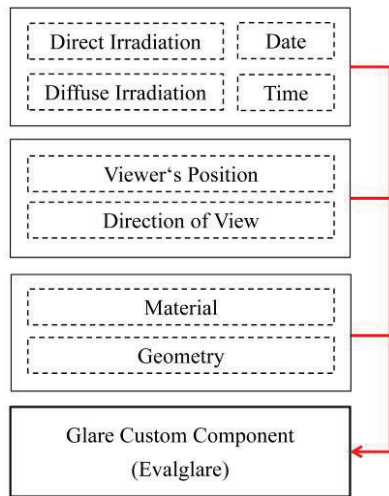 Direct Irradiation
Date
Diffuse Irradiation
Time
Viewer‘s Position
Direction of View
Material
Geometry
Glare Custom Component
(Evalglare)